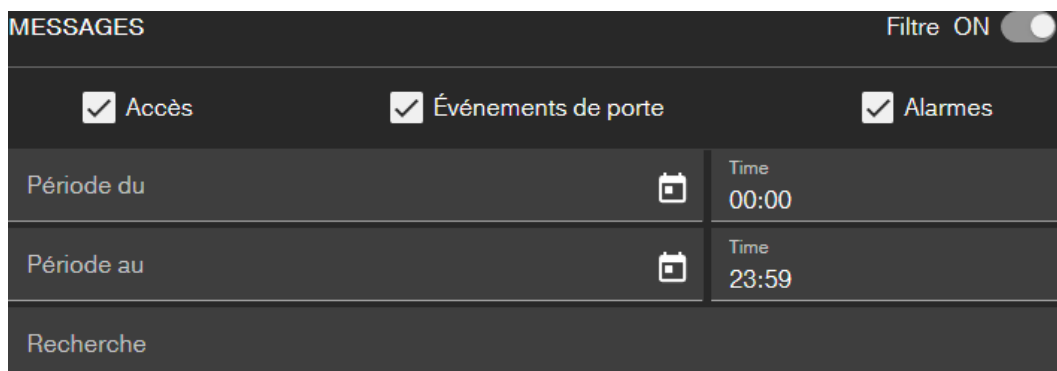 MESSAGES Filtre ON
Accès Événements de porte Alarmes
Période du Time 00:00
Période au Time 23:59
Recherche